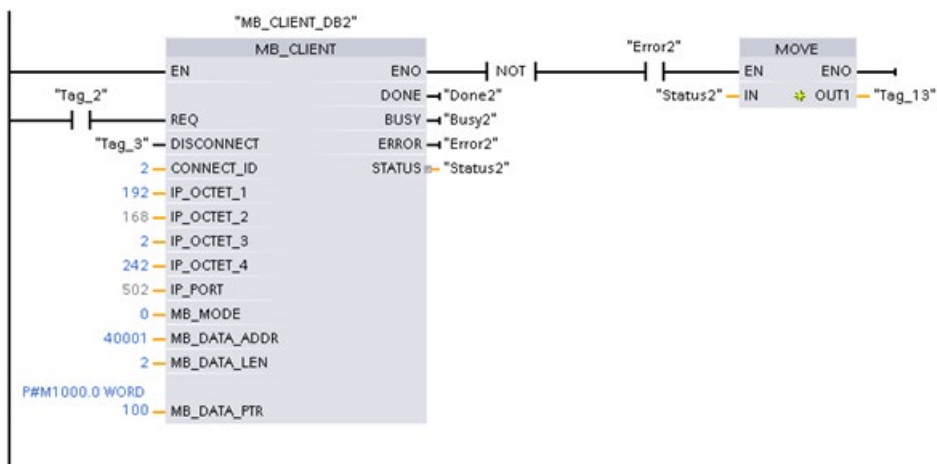 "MB_CLIENT_DB2"
MB_CLIENT "Error2" MOVE
EN ENO NOT EN ENO
"Tag_2" DONE "Done2" "Status2" IN OUT1 "Tag_13"
REQ BUSY "Busy2"
"Tag_3" DISCONNECT ERROR "Error2"
2 CONNECT_ID STATUS "Status2"
192 IP_OCTET_1
168 IP_OCTET_2
2 IP_OCTET_3
242 IP_OCTET_4
502 IP_PORT
0 MB_MODE
40001 MB_DATA_ADDR
2 MB_DATA_LEN
P#M1000.0 WORD
100 MB_DATA_PTR